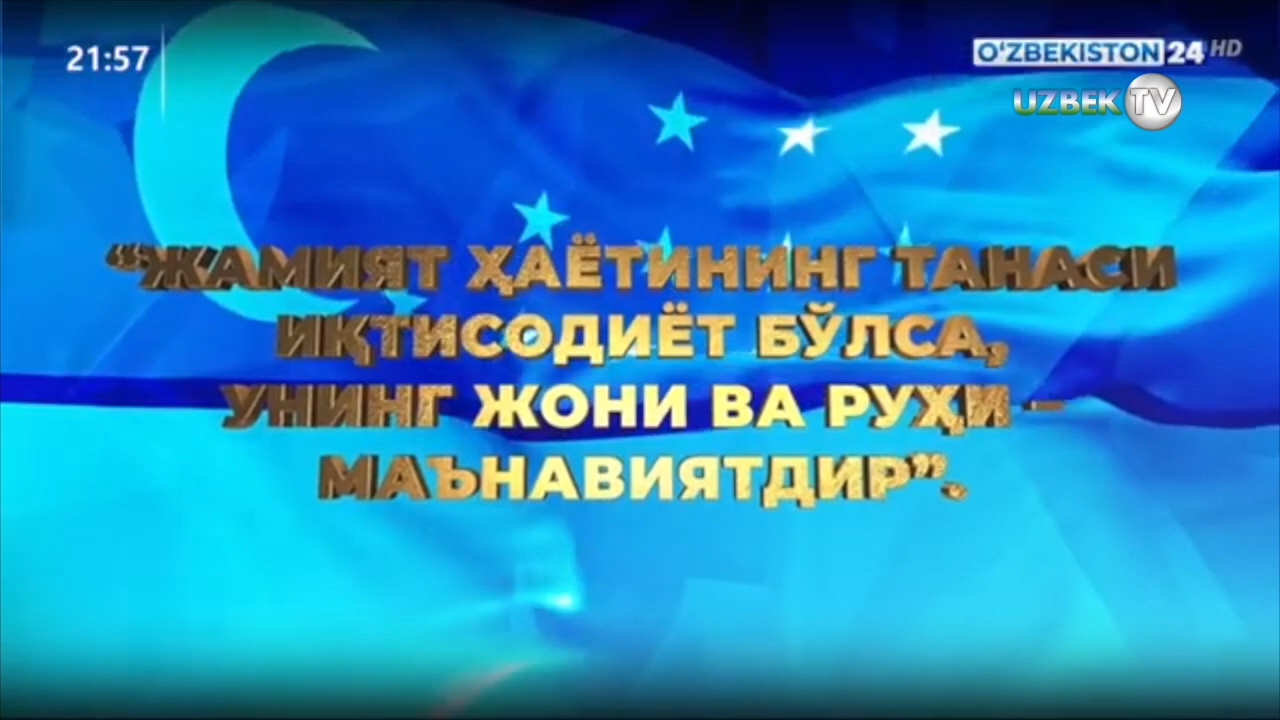 21:57
O‘ZBEKISTON 24 HD
UZBEK TV
“ЖАМИЯТ ҲАЁТИНИНГ ТАНАСИ
ИҚТИСОДИЁТ БЎЛСА,
УНИНГ ЖОНИ ВА РУҲИ –
МАЪНАВИЯТДИР”.